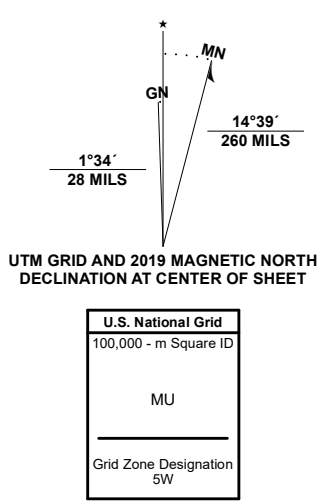 ★
MN
GN
14°39´
260 MILS
1°34´
28 MILS
UTM GRID AND 2019 MAGNETIC NORTH
DECLINATION AT CENTER OF SHEET
U.S. National Grid
100,000 - m Square ID
MU
Grid Zone Designation
5W